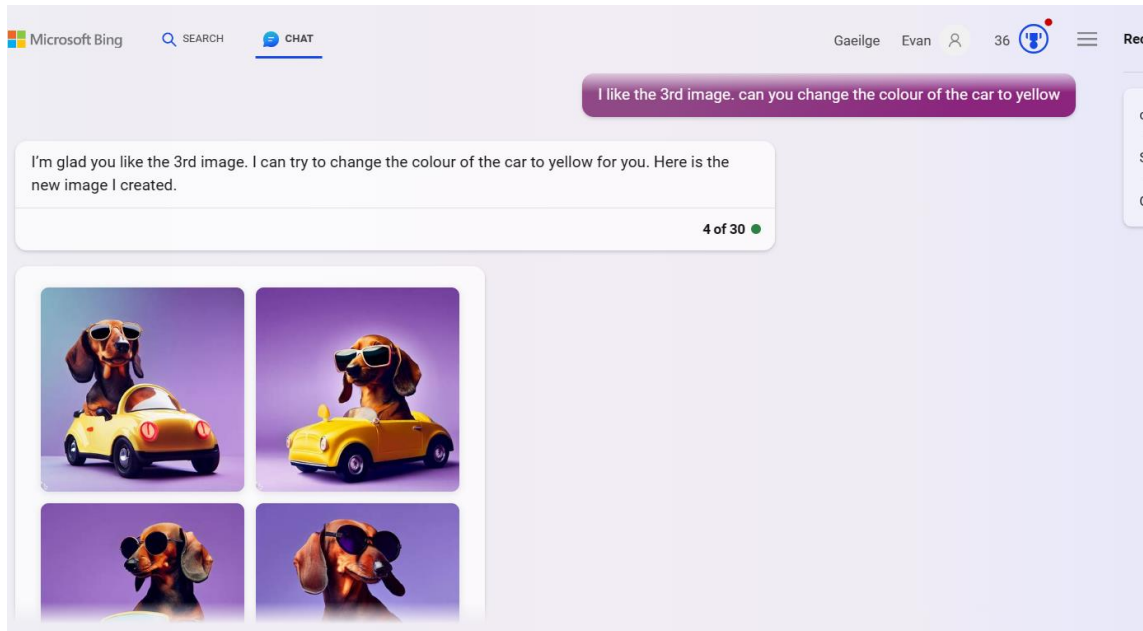 Microsoft Bing SEARCH CHAT Gaeilge Evan 36
I like the 3rd image. can you change the colour of the car to yellow
I'm glad you like the 3rd image. I can try to change the colour of the car to yellow for you. Here is the
new image I created.
4 of 30